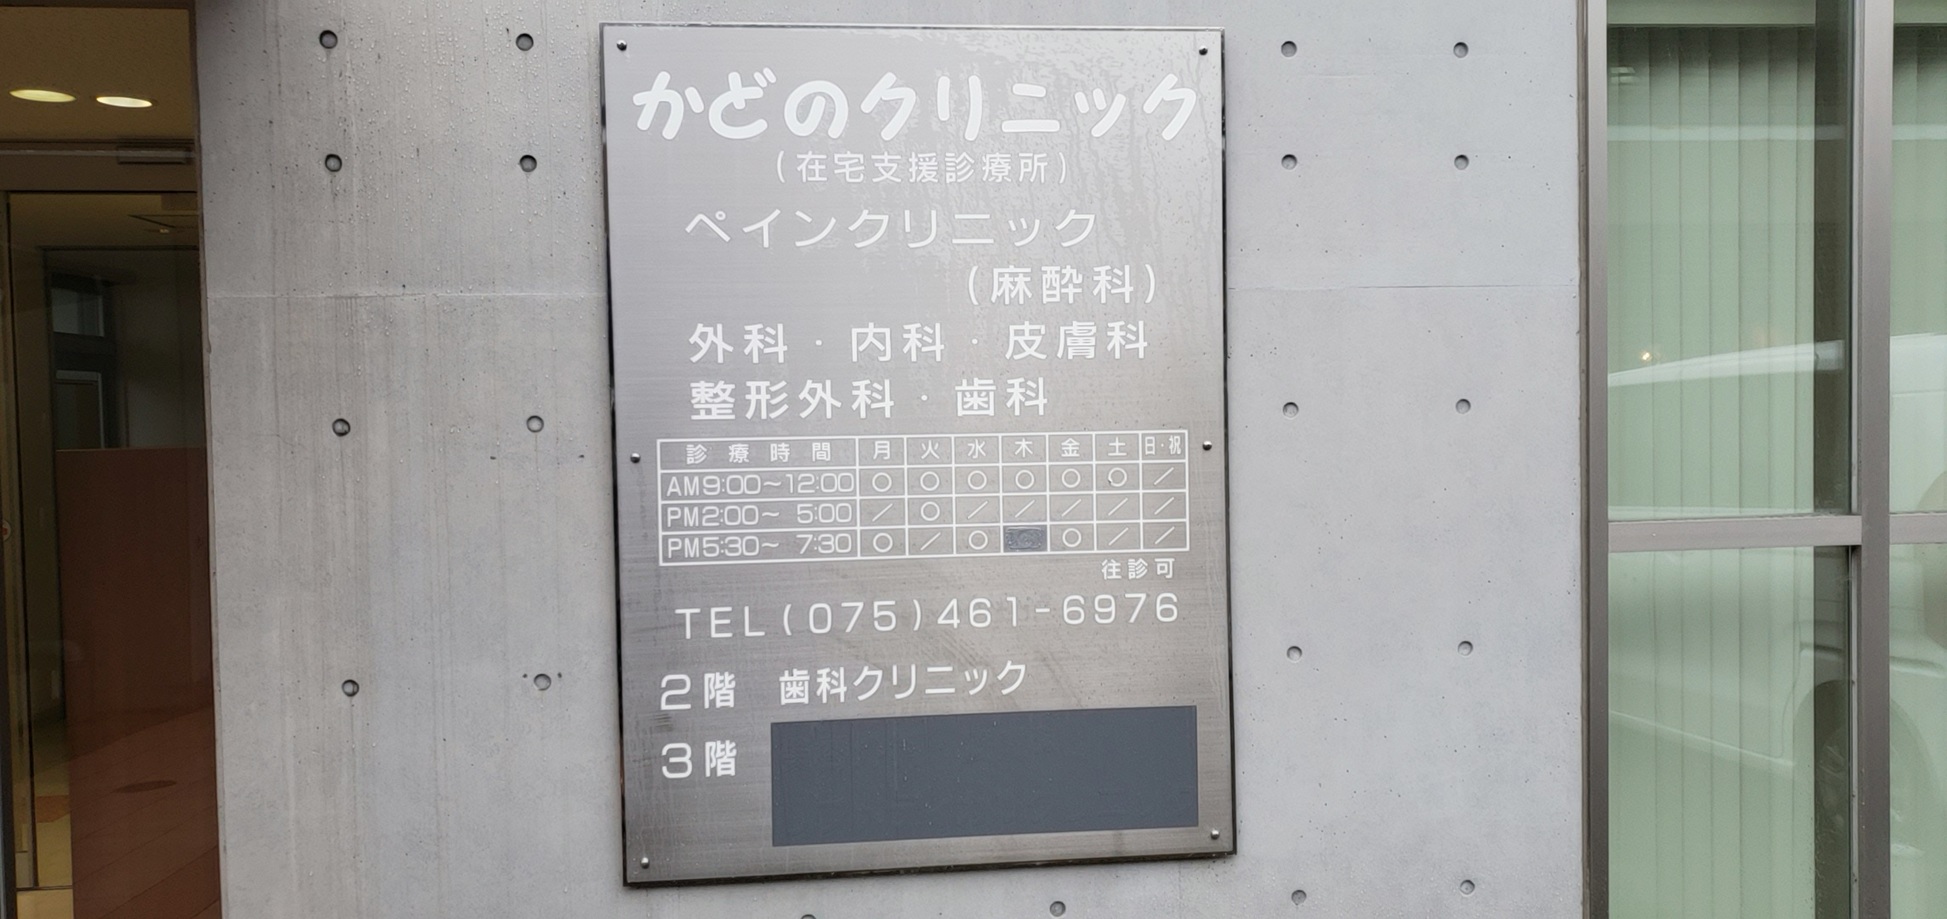 かどのクリニック
(在宅支援診療所)
ペインクリニック
(麻酔科)
外科・内科・皮膚科
整形外科・歯科
診療時間 月 火 水 木 金 土 日・祝
AM9:00～12:00 ○ ○ ○ ○ ○ ○ ／
PM2:00～ 5:00 ／ ○ ／ ／ ／ ／ ／
PM5:30～ 7:30 ○ ／ ○ ○ ／ ／
往診可
TEL(075)461-6976
2階 歯科クリニック
3階